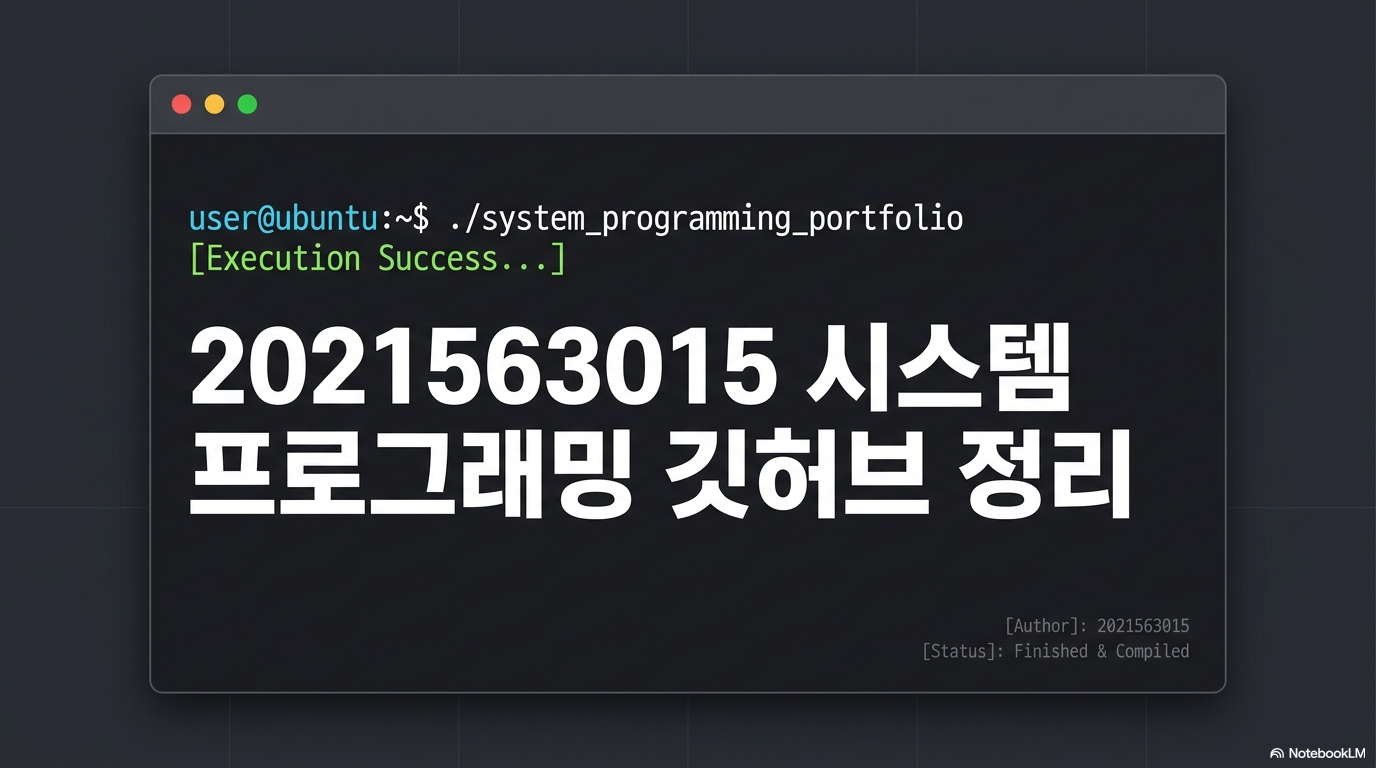 user@ubuntu:~$ ./system_programming_portfolio
[Execution Success...]
2021563015 시스템
프로그래밍 깃허브 정리
[Author]: 2021563015
[Status]: Finished & Compiled
NotebookLM